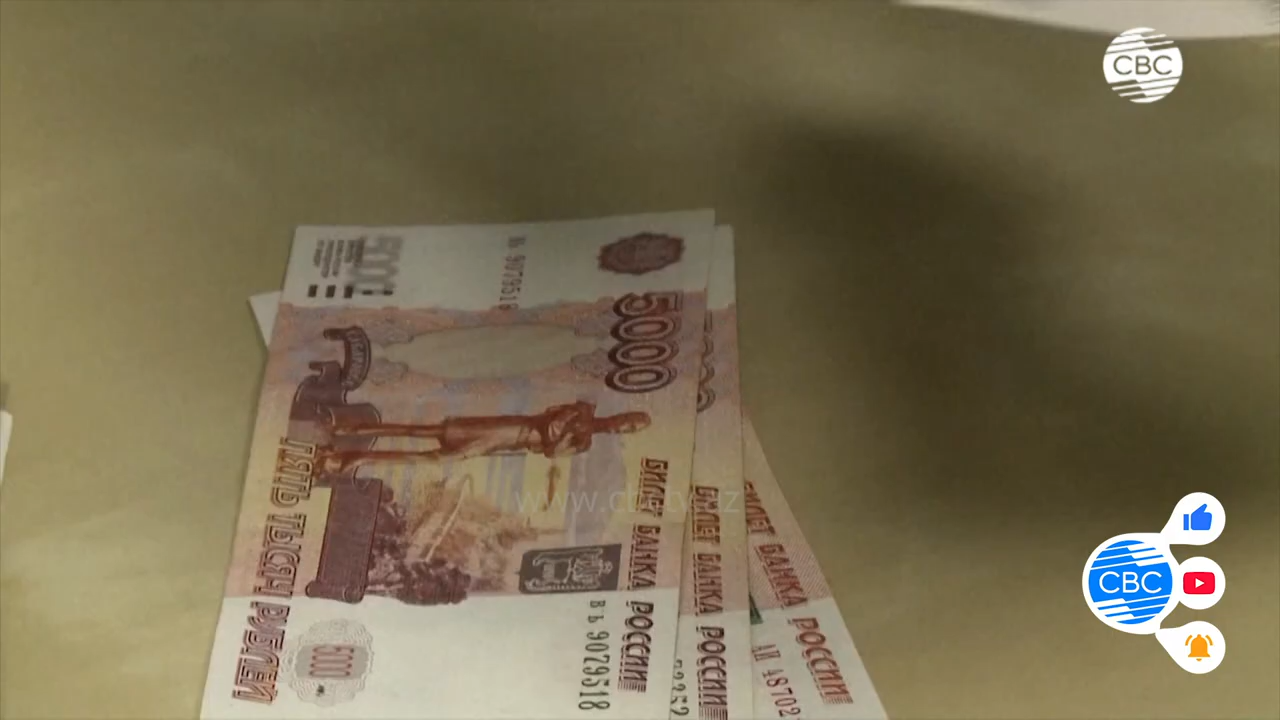 CBC
Вь 9079518
5000
ХАБАРОВСК
ПЯТЬ ТЫСЯЧ РУБЛЕЙ
БИЛЕТ БАНКА РОССИИ
Вь 9079518
5000
БИЛЕТ БАНКА РОССИИ
БИЛЕТ БАНКА РОССИИ
www.cbctv.az
CBC